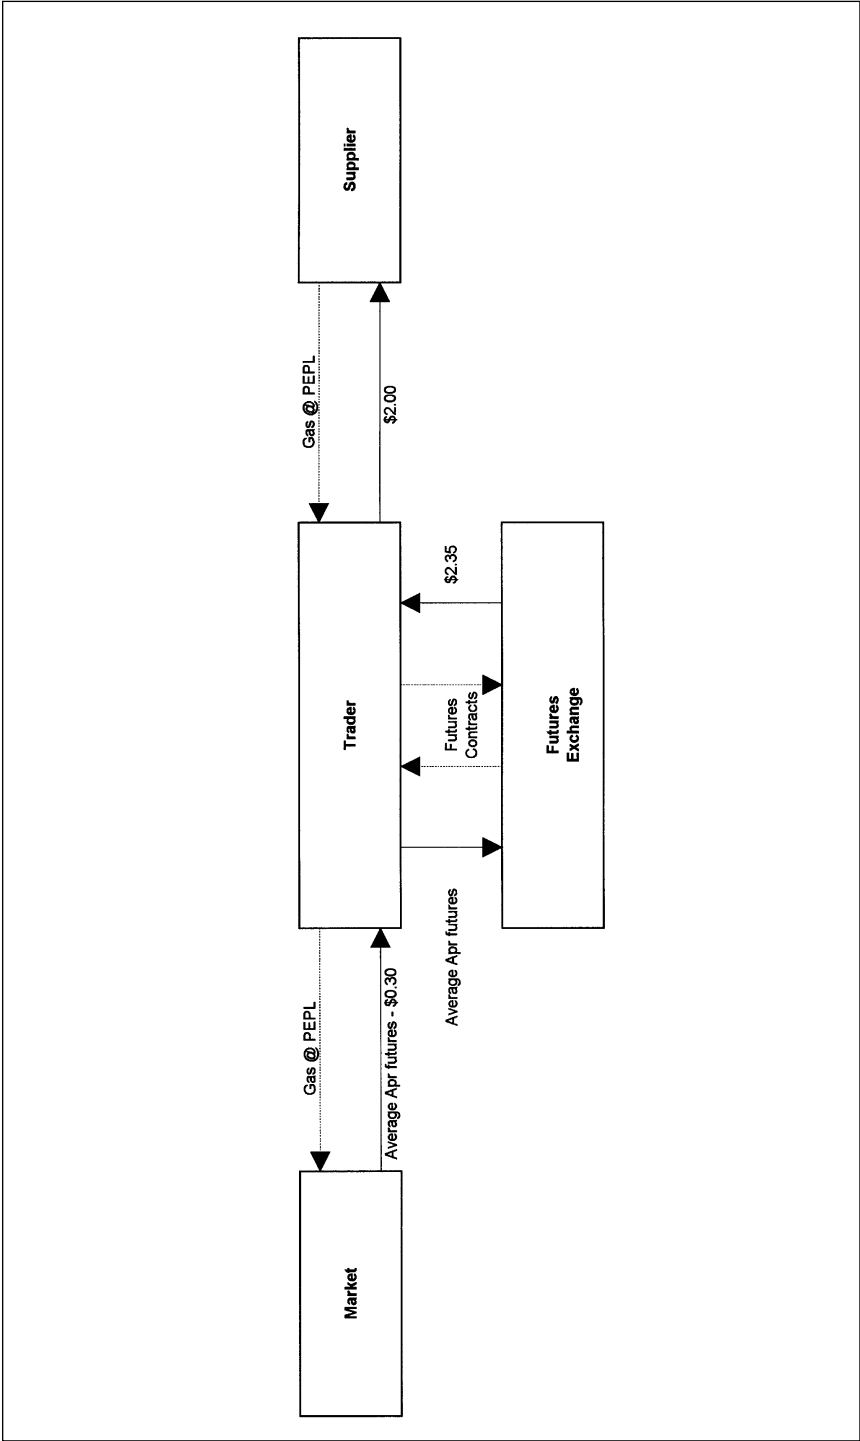 Market
Gas @ PEPL
Average Apr futures - $0.30
Trader
Gas @ PEPL
$2.00
Supplier
Average Apr futures
Futures
Contracts
$2.35
Futures
Exchange